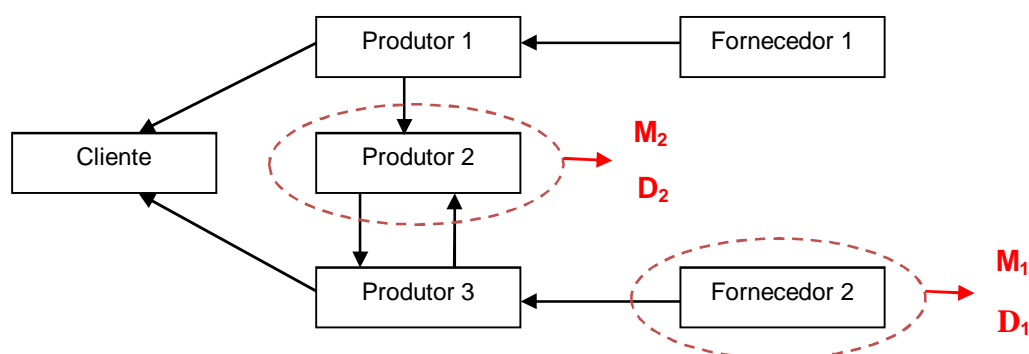 Produtor 1
Fornecedor 1
Cliente
Produtor 2
M₂
D₂
Produtor 3
Fornecedor 2
M₁
D₁